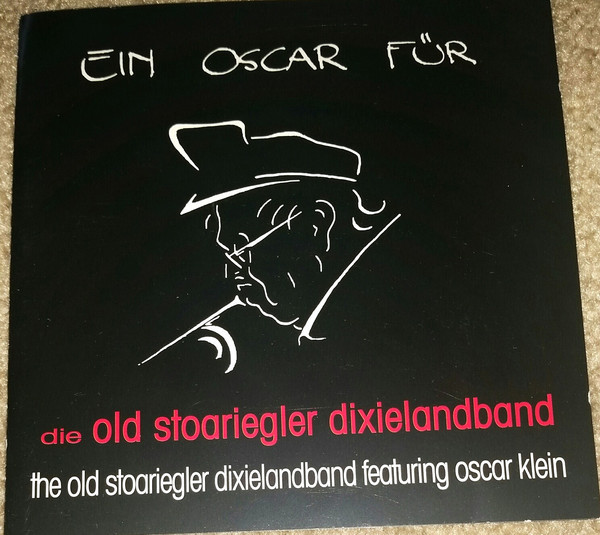 EIN OSCAR FÜR
die old stoariegler dixielandband
the old stoariegler dixielandband featuring oscar klein